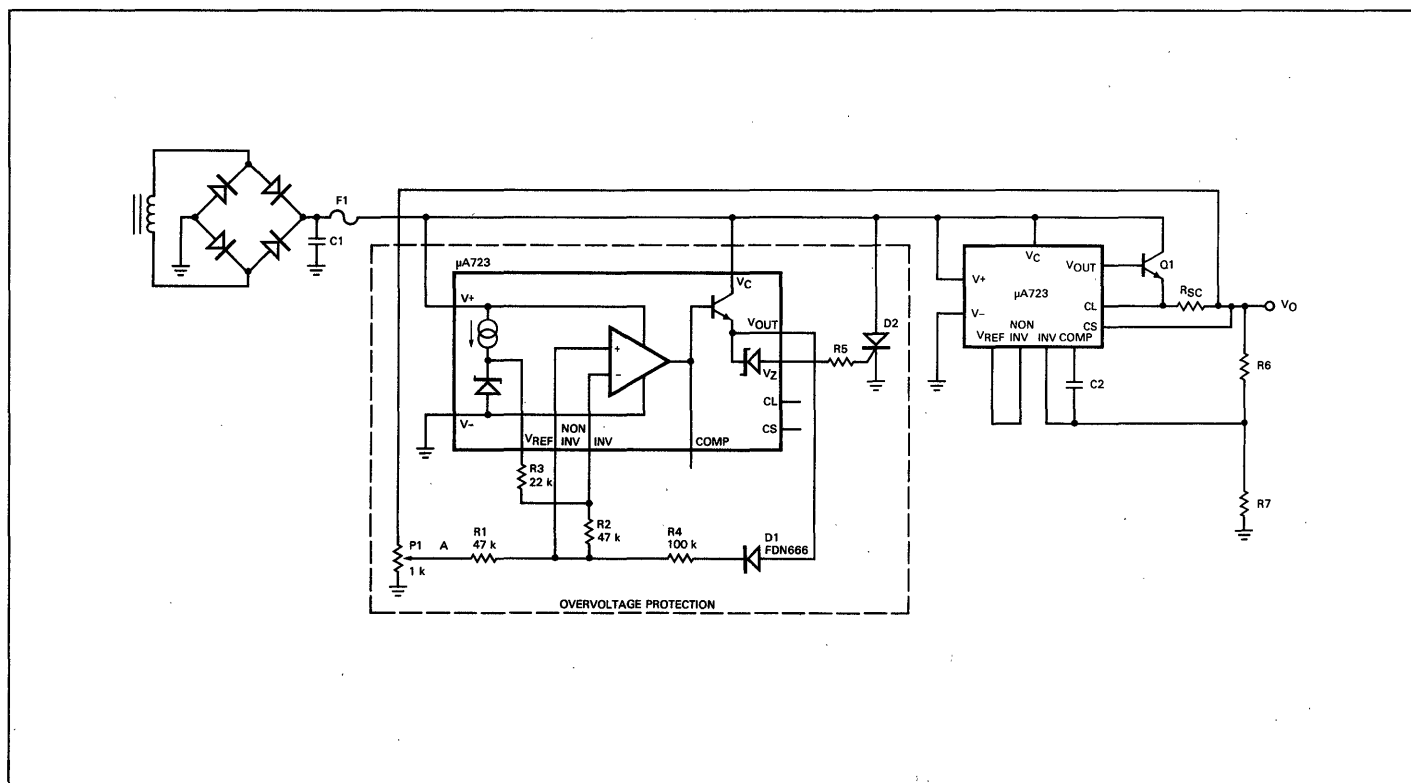 F1
C1
μA723
V+
VC
VOUT
D2
+
−
VZ
R5
CL
CS
V−
VREF
NON
INV
INV
COMP
R3
22 k
R2
47 k
P1
1 k
A
R1
47 k
R4
100 k
D1
FDN666
OVERVOLTAGE PROTECTION
VC
VOUT
Q1
V+
μA723
CL
RSC
VO
V−
CS
VREF
NON
INV
INV
COMP
C2
R6
R7